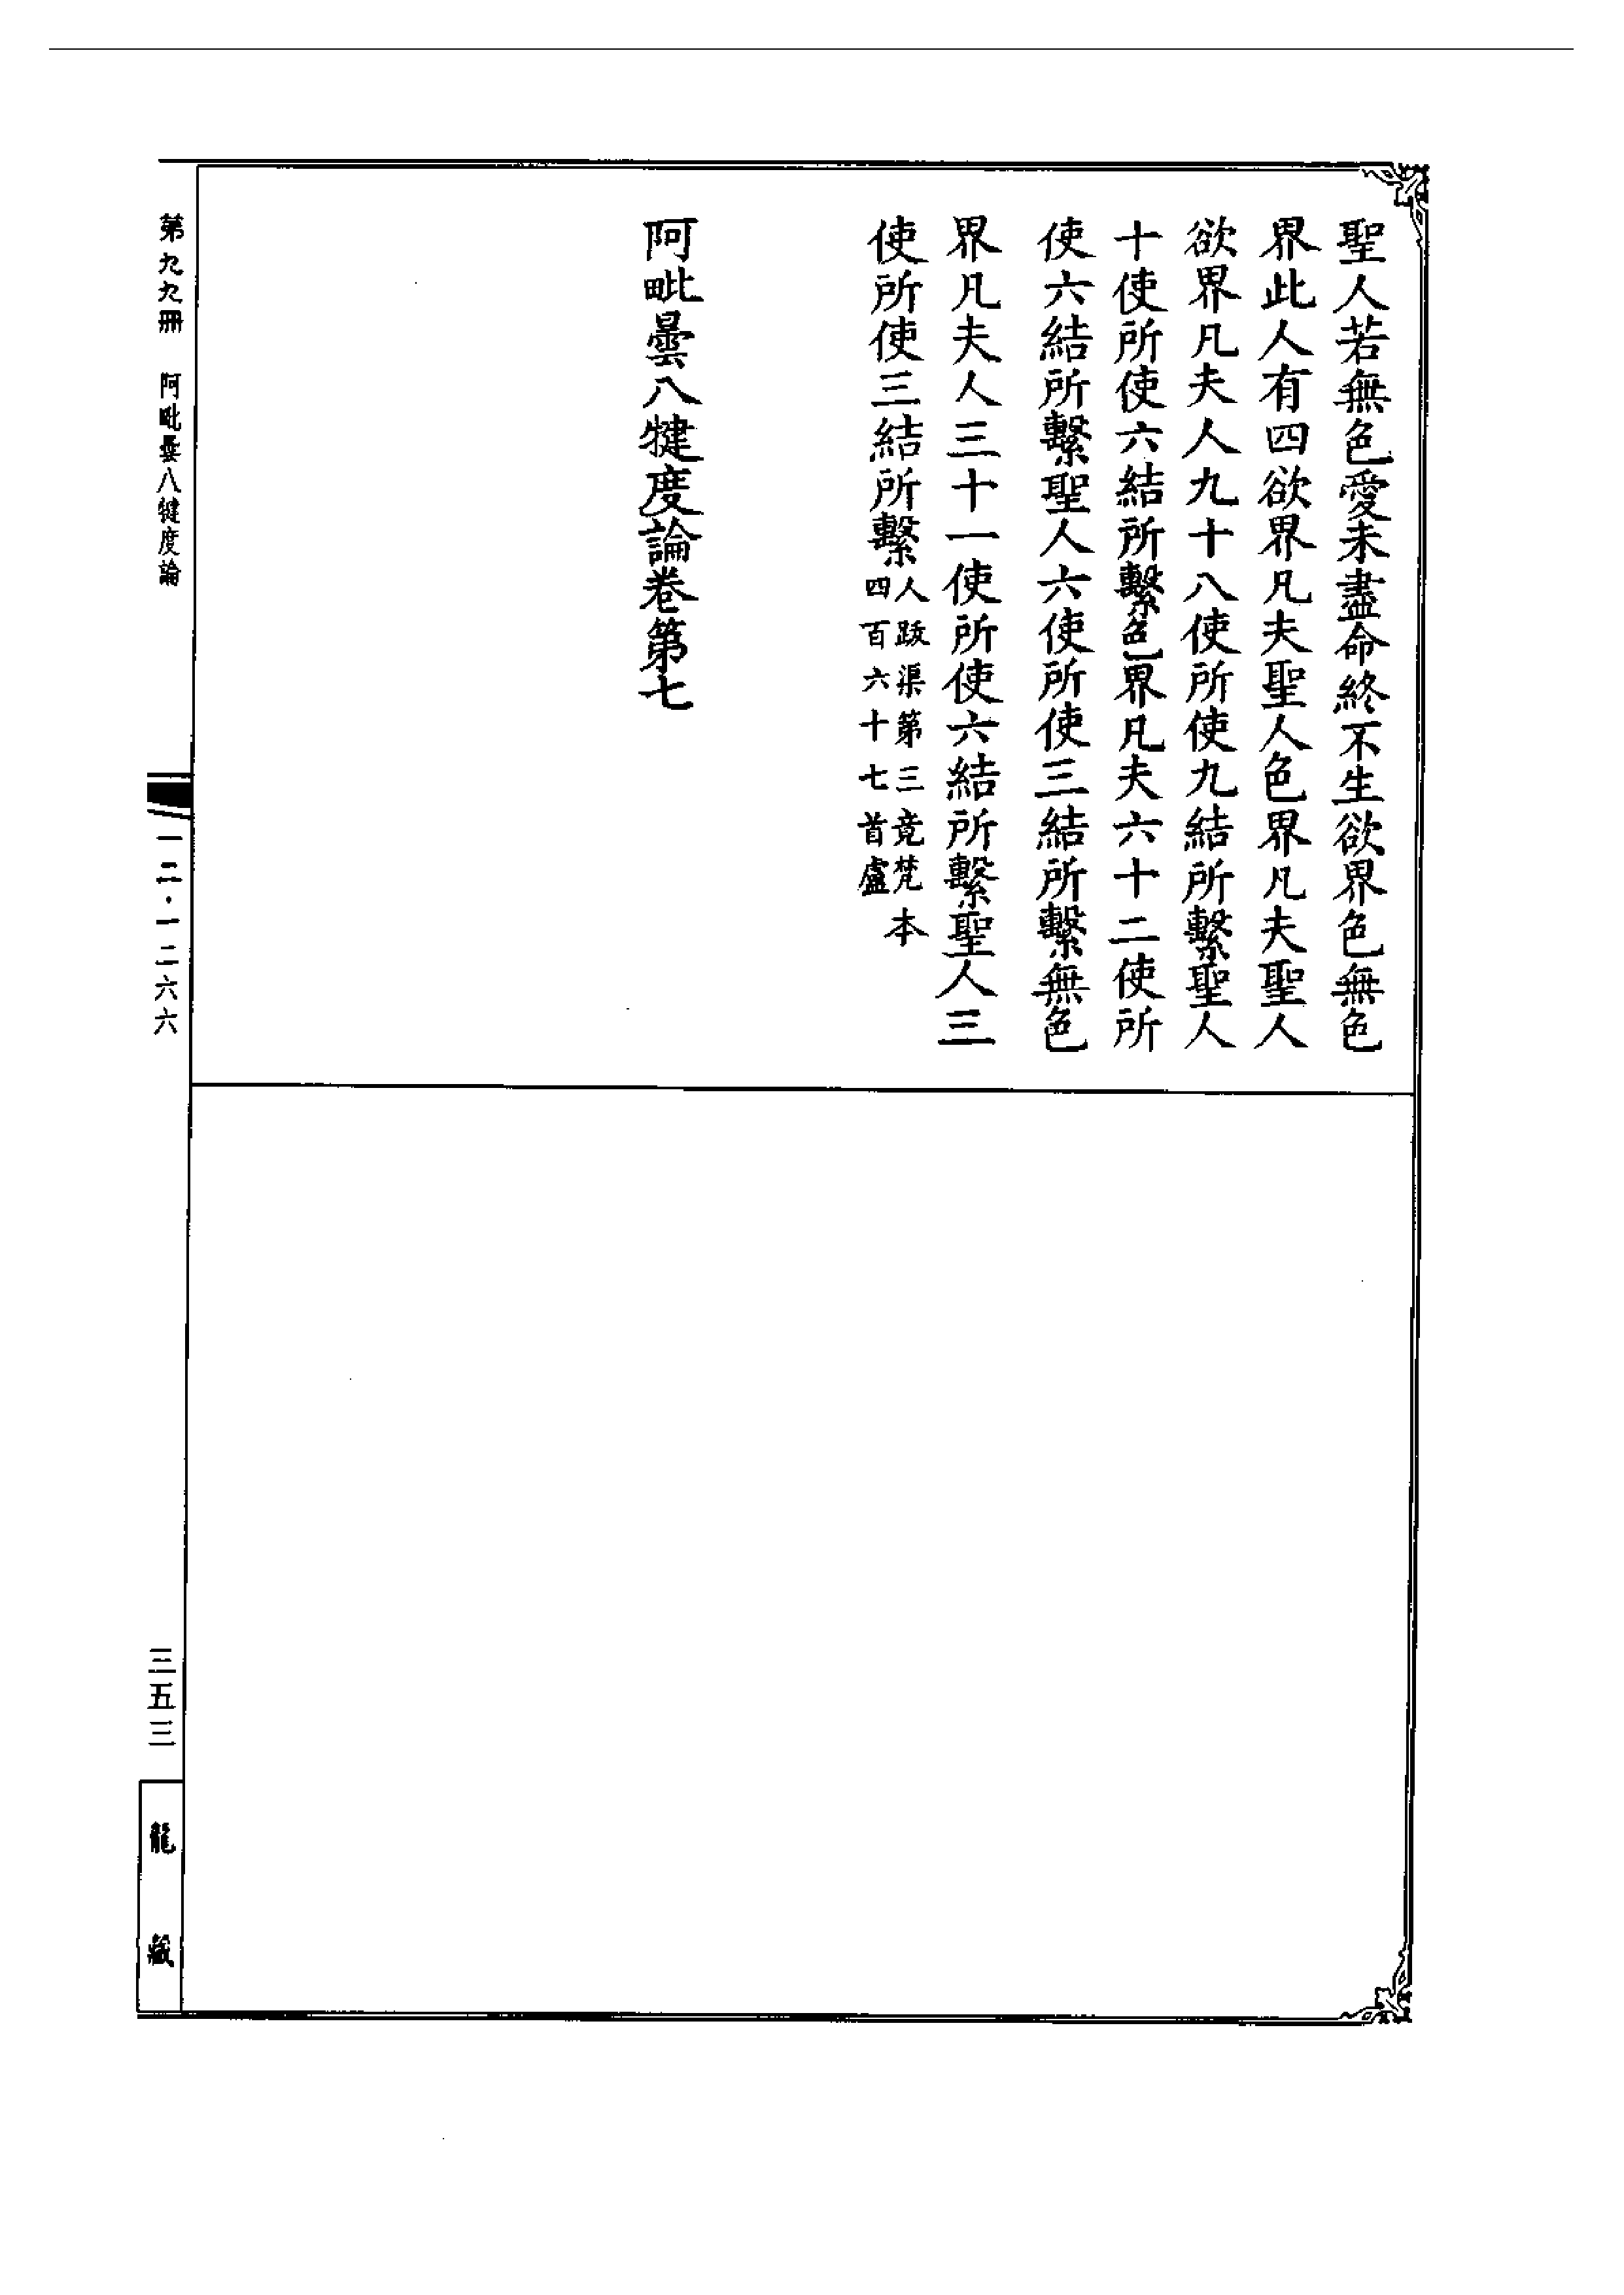 聖人若無色愛未盡命終不生欲界色無色
界此人有四欲界凡夫聖人色界凡夫聖人
欲界凡夫人九十八使所使九結所繫聖人
十使所使六結所繫色界凡夫六十二使所
使六結所繫聖人六使所使三結所繫無色
界凡夫人三十一使所使六結所繫聖人三
使所使三結所繫
人跋渠第三竟梵本
四百六十七首盧
阿毗曇八犍度論卷第七
第九九冊 阿毗曇八犍度論
一二·一二六六
三五三
龍藏